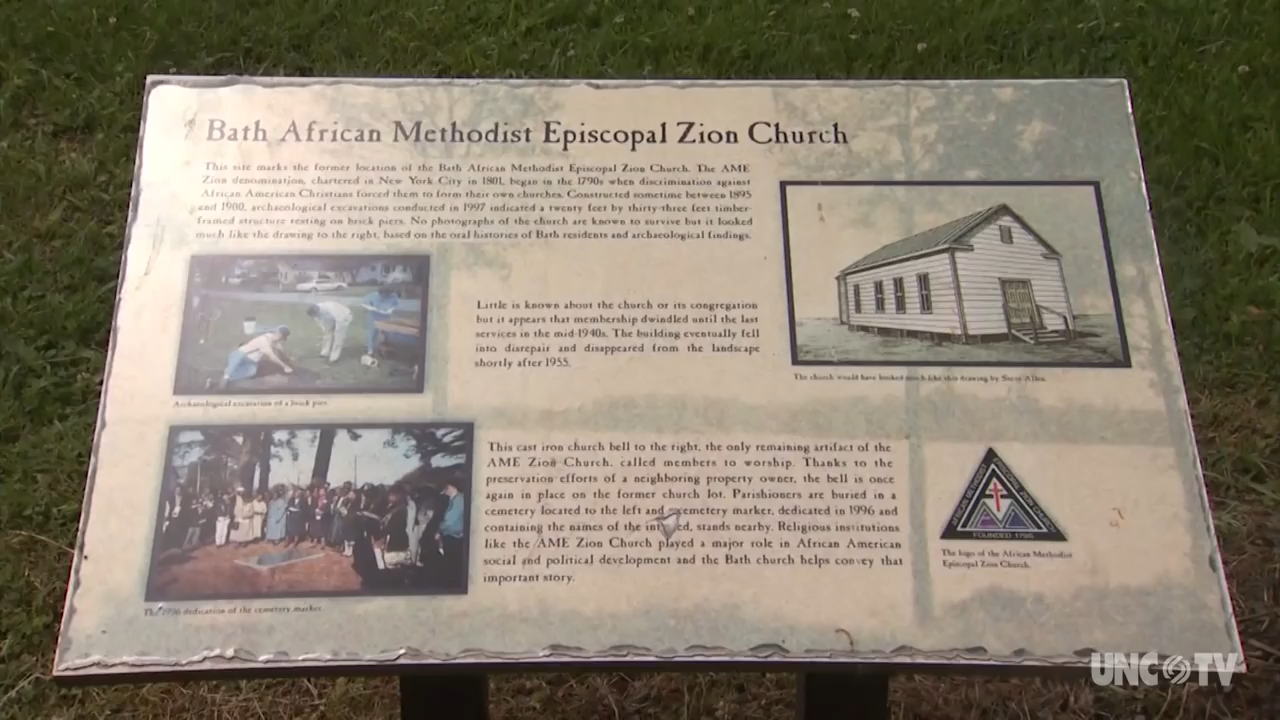 Bath African Methodist Episcopal Zion Church
This site marks the former location of the Bath African Methodist Episcopal Zion Church. The AME
Zion denomination, chartered in New York City in 1801, began in the 1790s when discrimination against
African American Christians forced them to form their own churches. Constructed sometime between 1895
and 1900, archaeological excavations conducted in 1997 indicated a twenty feet by thirty-three feet timber-
framed structure resting on brick piers. No photographs of the church are known to survive but it looked
much like the drawing to the right, based on the oral histories of Bath residents and archaeological findings.
Archaeological excavation of a brick pier.
Little is known about the church or its congregation
but it appears that membership dwindled until the last
services in the mid-1940s. The building eventually fell
into disrepair and disappeared from the landscape
shortly after 1955.
The church would have looked much like this drawing by Allen.
The 1996 dedication of the cemetery marker.
This cast iron church bell to the right, the only remaining artifact of the
AME Zion Church, called members to worship. Thanks to the
preservation efforts of a neighboring property owner, the bell is once
again in place on the former church lot. Parishioners are buried in a
cemetery located to the left and cemetery marker, dedicated in 1996 and
containing the names of the interred, stands nearby. Religious institutions
like the AME Zion Church played a major role in African American
social and political development and the Bath church helps convey that
important story.
AFRICAN METHODIST
EPISCOPAL ZION CHURCH
FOUNDED 1796
The logo of the African Methodist
Episcopal Zion Church.
UNC TV